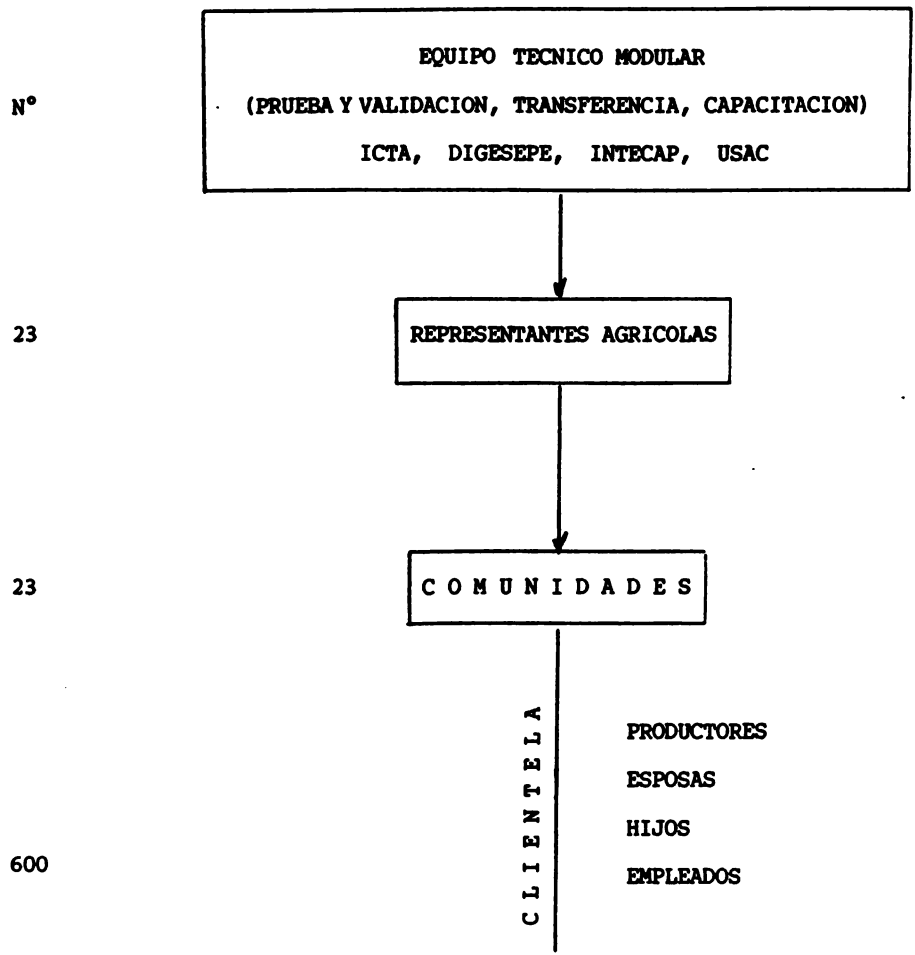 EQUIPO TECNICO MODULAR
N° (PRUEBA Y VALIDACION, TRANSFERENCIA, CAPACITACION)
ICTA, DIGESEPE, INTECAP, USAC
23 REPRESENTANTES AGRICOLAS
23 C O M U N I D A D E S
C L I E N T E L A
PRODUCTORES
ESPOSAS
HIJOS
600 EMPLEADOS